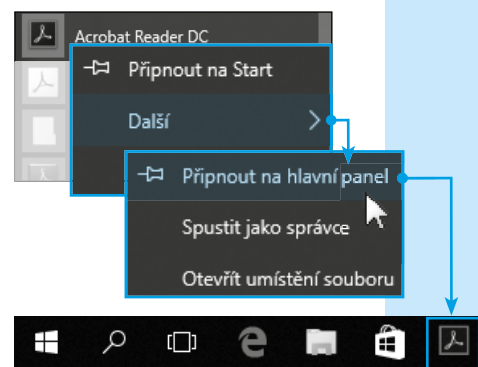 Acrobat Reader DC
Připnout na Start
Další
Připnout na hlavní panel
Spustit jako správce
Otevřít umístění souboru